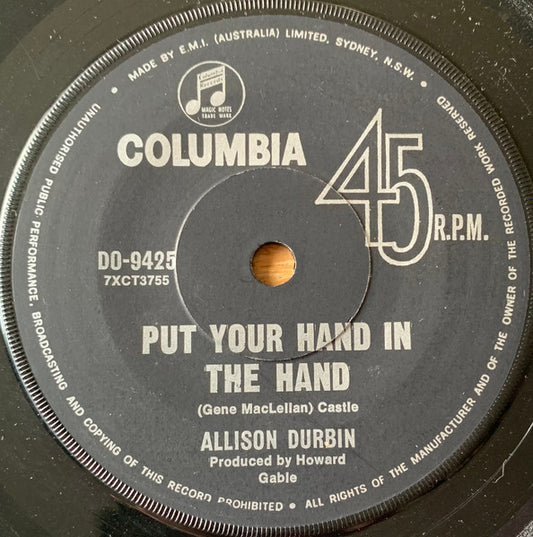 MADE BY E.M.I. (AUSTRALIA) LIMITED, SYDNEY, N.S.W. •
Columbia
Records
MAGIC NOTES
TRADE MARK
COLUMBIA
45
R.P.M.
DO-9425
7XCT3755
PUT YOUR HAND IN
THE HAND
(Gene MacLellan) Castle
ALLISON DURBIN
Produced by Howard
Gable
UNAUTHORISED PUBLIC PERFORMANCE, BROADCASTING AND COPYING OF THIS RECORD PROHIBITED • ALL RIGHTS OF THE MANUFACTURER AND OF THE OWNER OF THE RECORDED WORK RESERVED